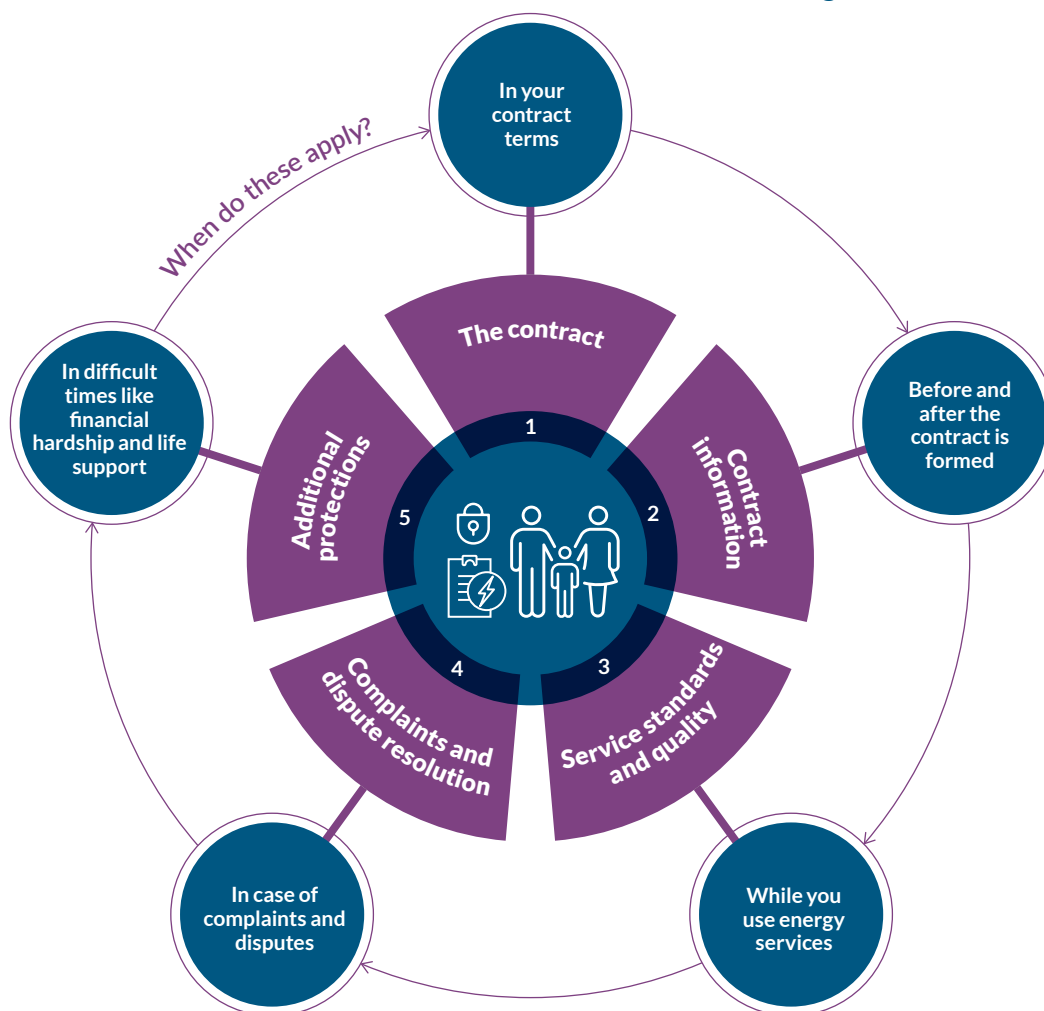 In your
contract
terms
When do these apply?
The contract
1
Before and
after the
contract is
formed
Contract
information
2
In difficult
times like
financial
hardship and life
support
Additional
protections
5
Service standards
and quality
3
Complaints and
dispute resolution
4
While you
use energy
services
In case of
complaints and
disputes